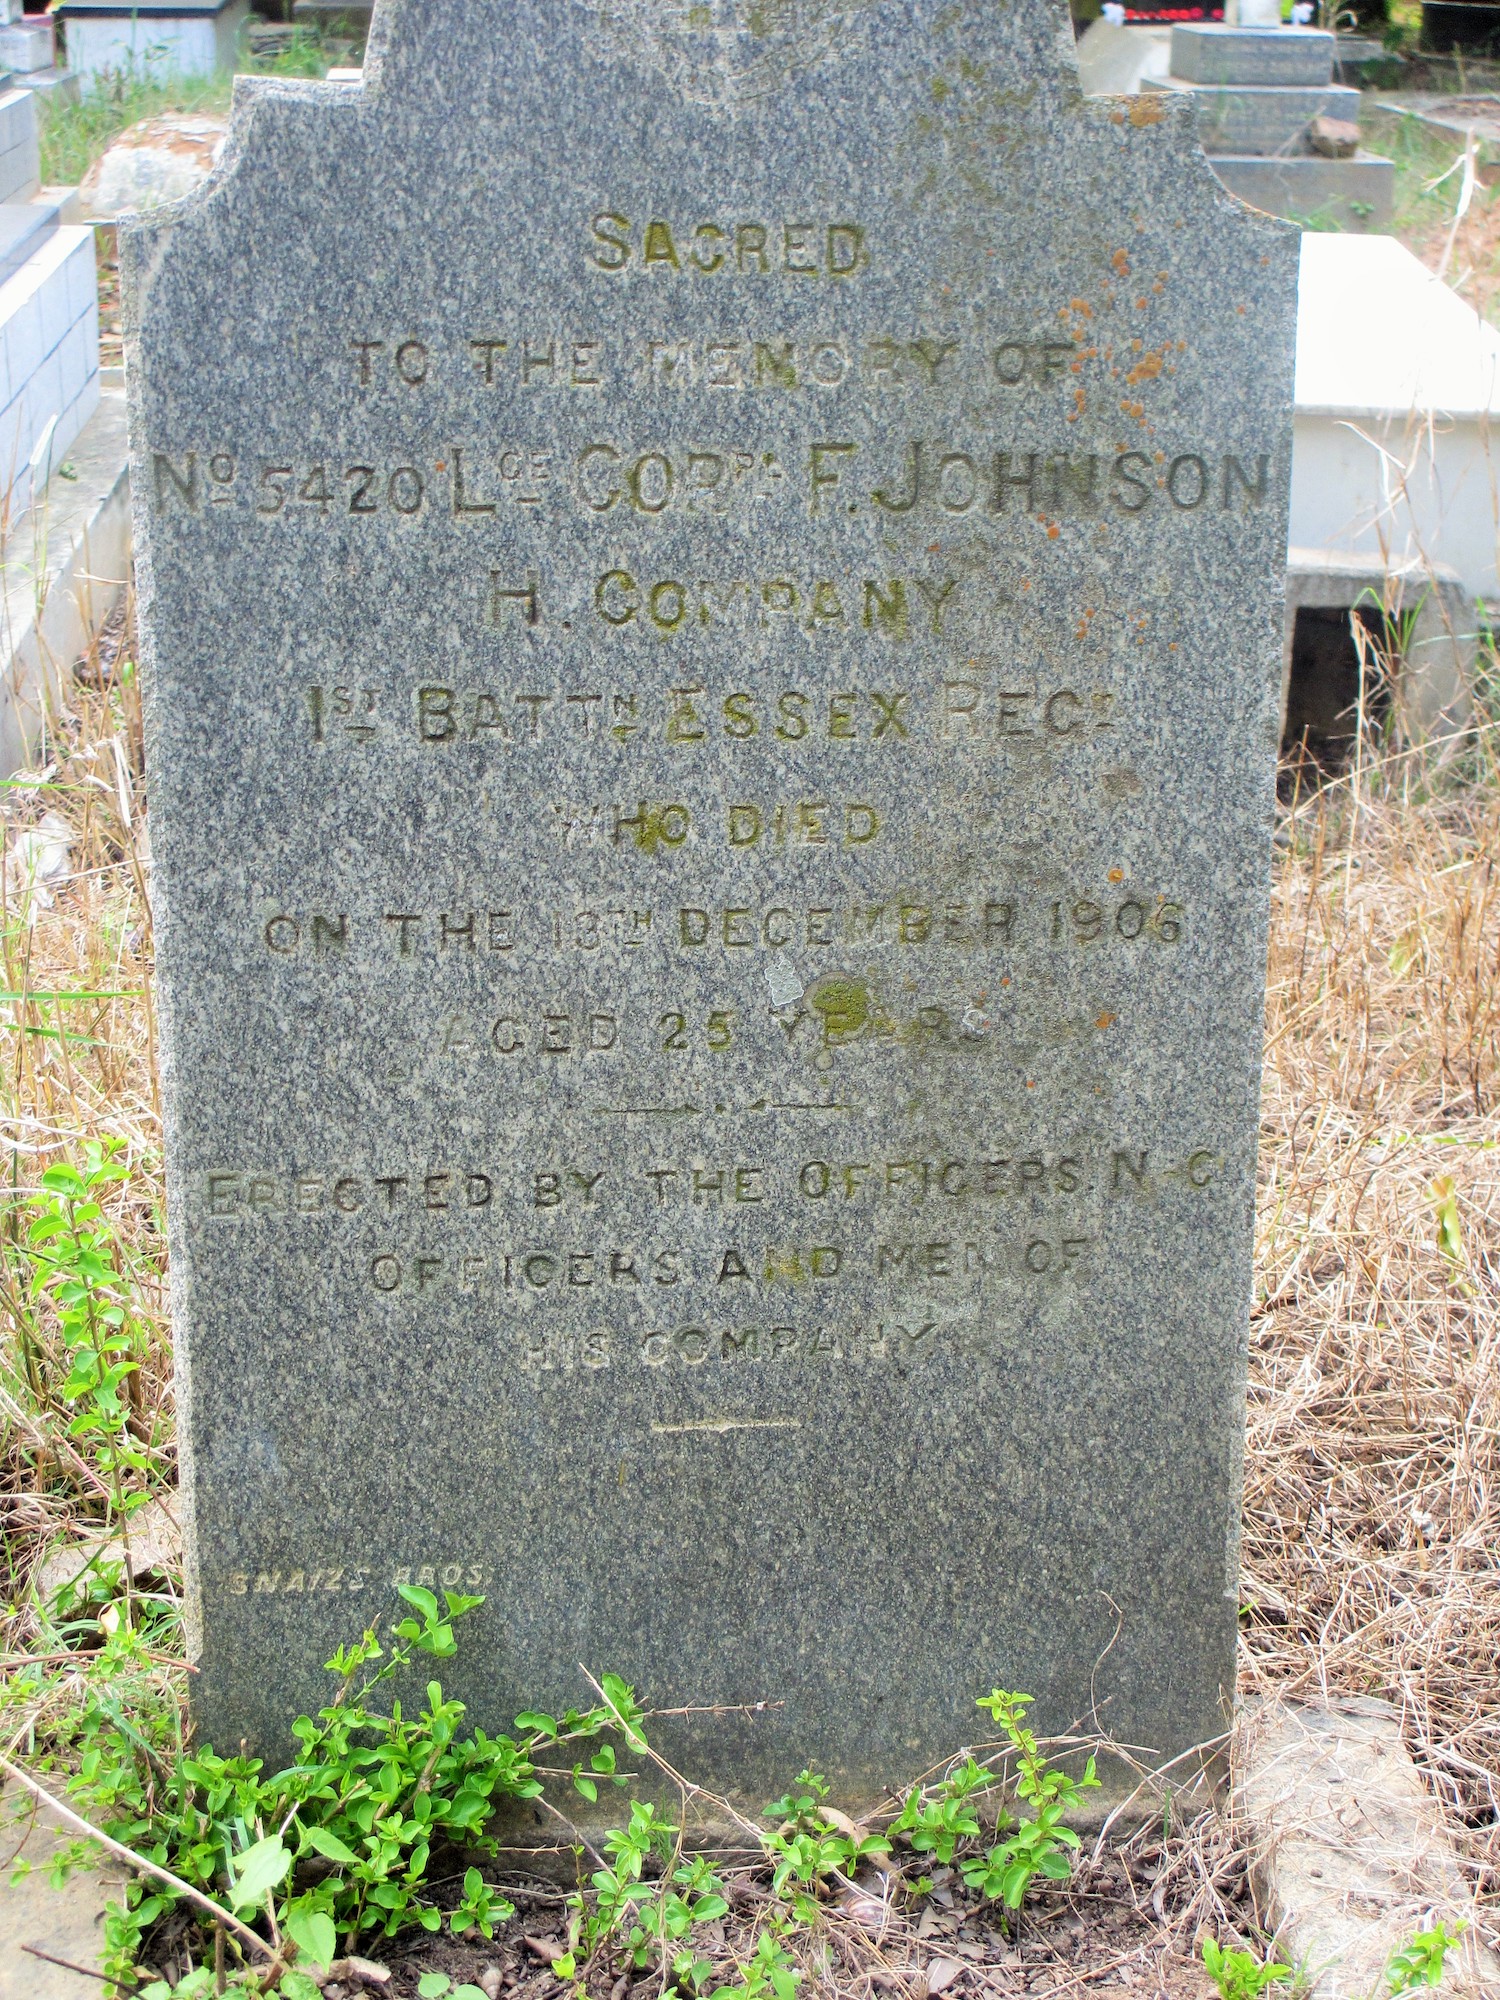 SACRED
TO THE MEMORY OF
No 5420 LCE CORPL F. JOHNSON
H. COMPANY
1ST BATTN ESSEX REGT
WHO DIED
ON THE 13TH DECEMBER 1906
AGED 25 YEARS
ERECTED BY THE OFFICERS. N-C
OFFICERS AND MEN OF
HIS COMPANY
BROS.